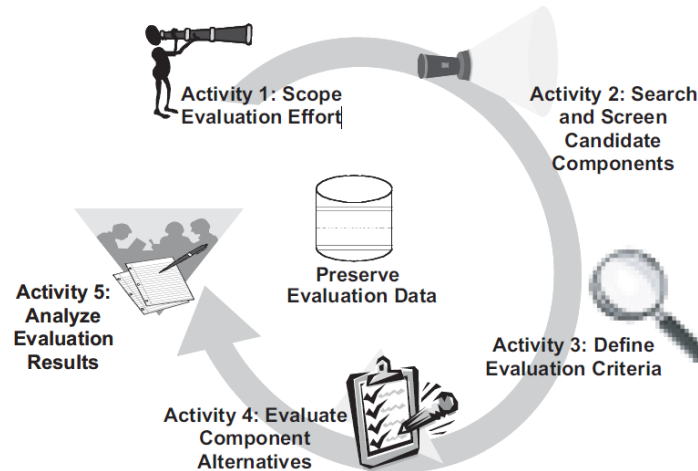 Activity 1: Scope
Evaluation Effort
Activity 2: Search
and Screen
Candidate
Components
Preserve
Evaluation Data
Activity 3: Define
Evaluation Criteria
Activity 4: Evaluate
Component
Alternatives
Activity 5:
Analyze
Evaluation
Results